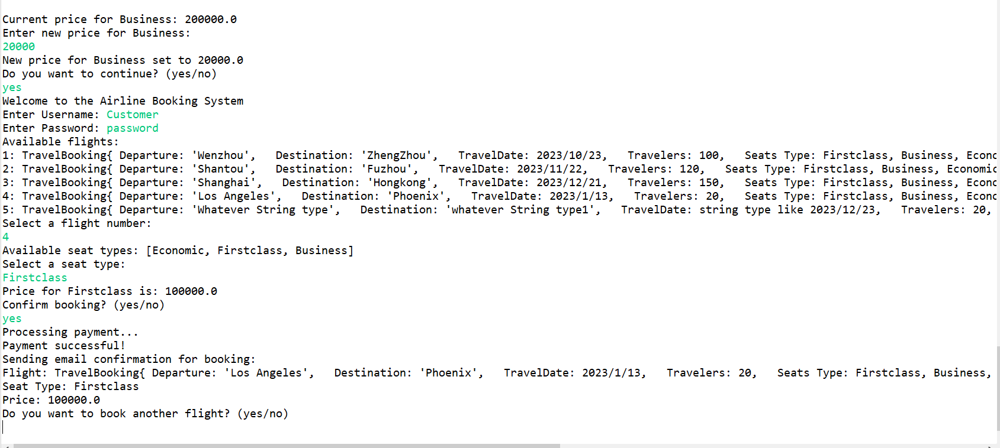 Current price for Business: 200000.0
Enter new price for Business:
20000
New price for Business set to 20000.0
Do you want to continue? (yes/no)
yes
Welcome to the Airline Booking System
Enter Username: Customer
Enter Password: password
Available flights:
1: TravelBooking{ Departure: 'Wenzhou',   Destination: 'ZhengZhou',   TravelDate: 2023/10/23,   Travelers: 100,   Seats Type: Firstclass, Business, Econo
2: TravelBooking{ Departure: 'Shantou',   Destination: 'Fuzhou',   TravelDate: 2023/11/22,   Travelers: 120,   Seats Type: Firstclass, Business, Economic
3: TravelBooking{ Departure: 'Shanghai',   Destination: 'Hongkong',   TravelDate: 2023/12/21,   Travelers: 150,   Seats Type: Firstclass, Business, Econo
4: TravelBooking{ Departure: 'Los Angeles',   Destination: 'Phoenix',   TravelDate: 2023/1/13,   Travelers: 20,   Seats Type: Firstclass, Business, Econo
5: TravelBooking{ Departure: 'Whatever String type',   Destination: 'whatever String type1',   TravelDate: string type like 2023/12/23,   Travelers: 20,
Select a flight number:
4
Available seat types: [Economic, Firstclass, Business]
Select a seat type:
Firstclass
Price for Firstclass is: 100000.0
Confirm booking? (yes/no)
yes
Processing payment...
Payment successful!
Sending email confirmation for booking:
Flight: TravelBooking{ Departure: 'Los Angeles',   Destination: 'Phoenix',   TravelDate: 2023/1/13,   Travelers: 20,   Seats Type: Firstclass, Business,
Seat Type: Firstclass
Price: 100000.0
Do you want to book another flight? (yes/no)